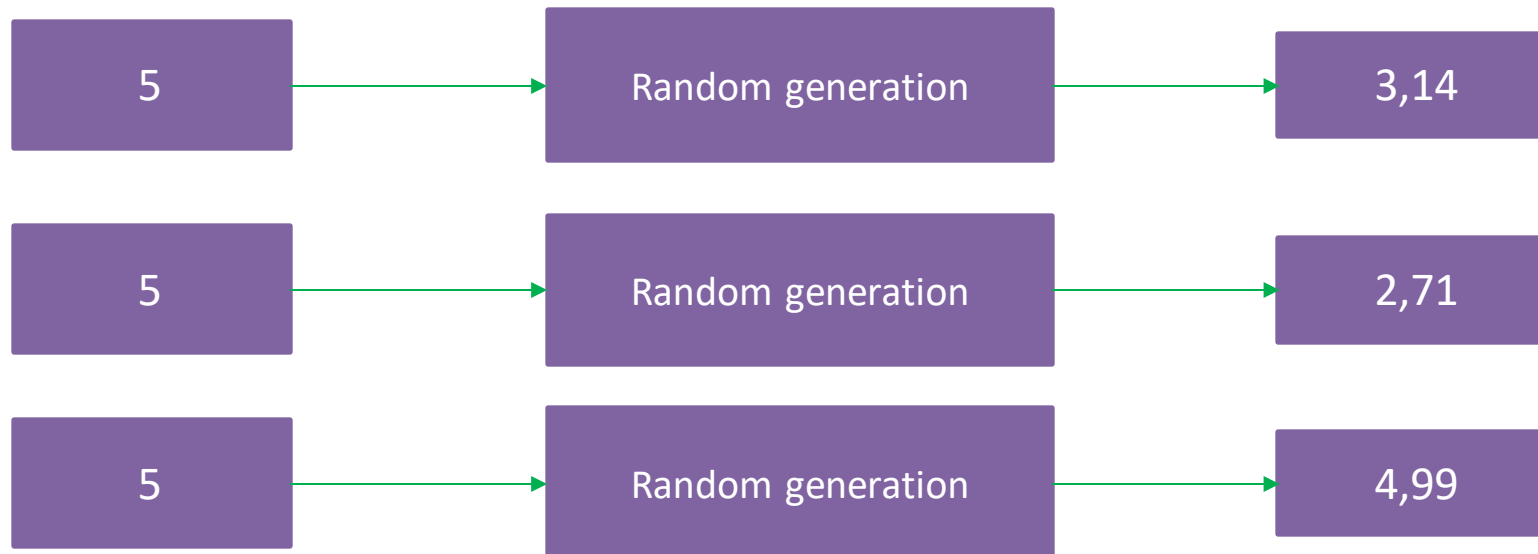 5 Random generation 3,14
5 Random generation 2,71
5 Random generation 4,99